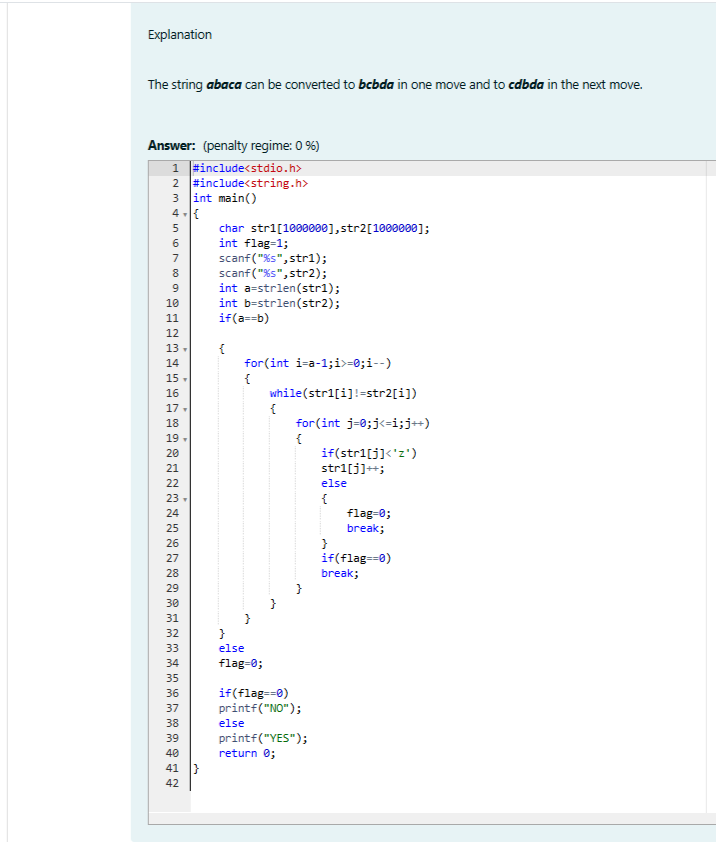 Explanation
The string abaca can be converted to bcbda in one move and to cdbda in the next move.
Answer: (penalty regime: 0 %)
1 #include<stdio.h>
2 #include<string.h>
3 int main()
4 {
5 char str1[1000000],str2[1000000];
6 int flag=1;
7 scanf("%s",str1);
8 scanf("%s",str2);
9 int a=strlen(str1);
10 int b=strlen(str2);
11 if(a==b)
12
13 {
14 for(int i=a-1;i>=0;i--)
15 {
16 while(str1[i]!=str2[i])
17 {
18 for(int j=0;j<=i;j++)
19 {
20 if(str1[j]<'z')
21 str1[j]++;
22 else
23 {
24 flag=0;
25 break;
26 }
27 if(flag==0)
28 break;
29 }
30 }
31 }
32 }
33 else
34 flag=0;
35
36 if(flag==0)
37 printf("NO");
38 else
39 printf("YES");
40 return 0;
41 }
42